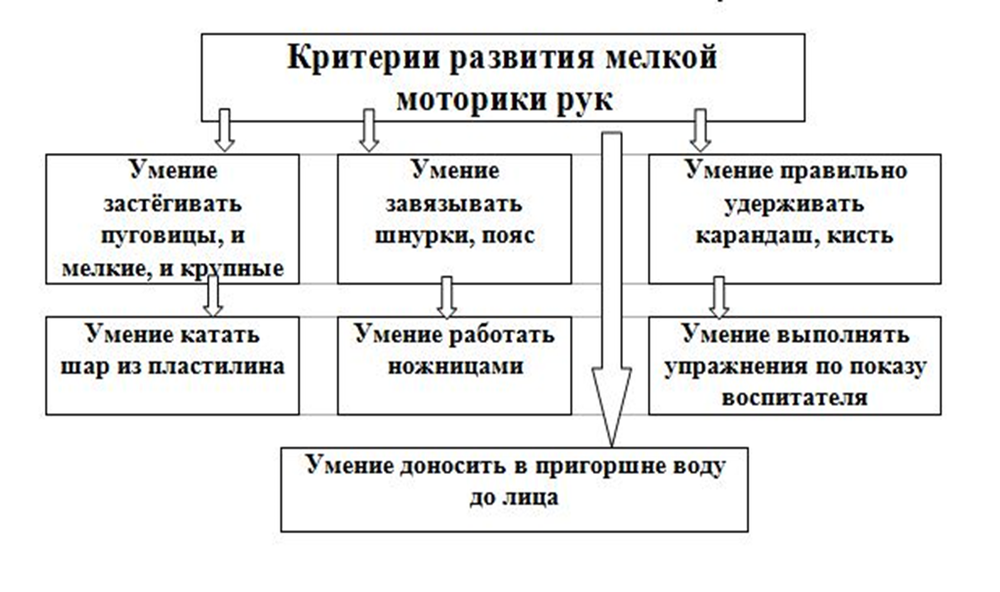 Критерии развития мелкой
моторики рук
Умение
застёгивать
пуговицы, и
мелкие, и крупные
Умение
завязывать
шнурки, пояс
Умение правильно
удерживать
карандаш, кисть
Умение катать
шар из пластилина
Умение работать
ножницами
Умение выполнять
упражнения по показу
воспитателя
Умение доносить в пригоршне воду
до лица